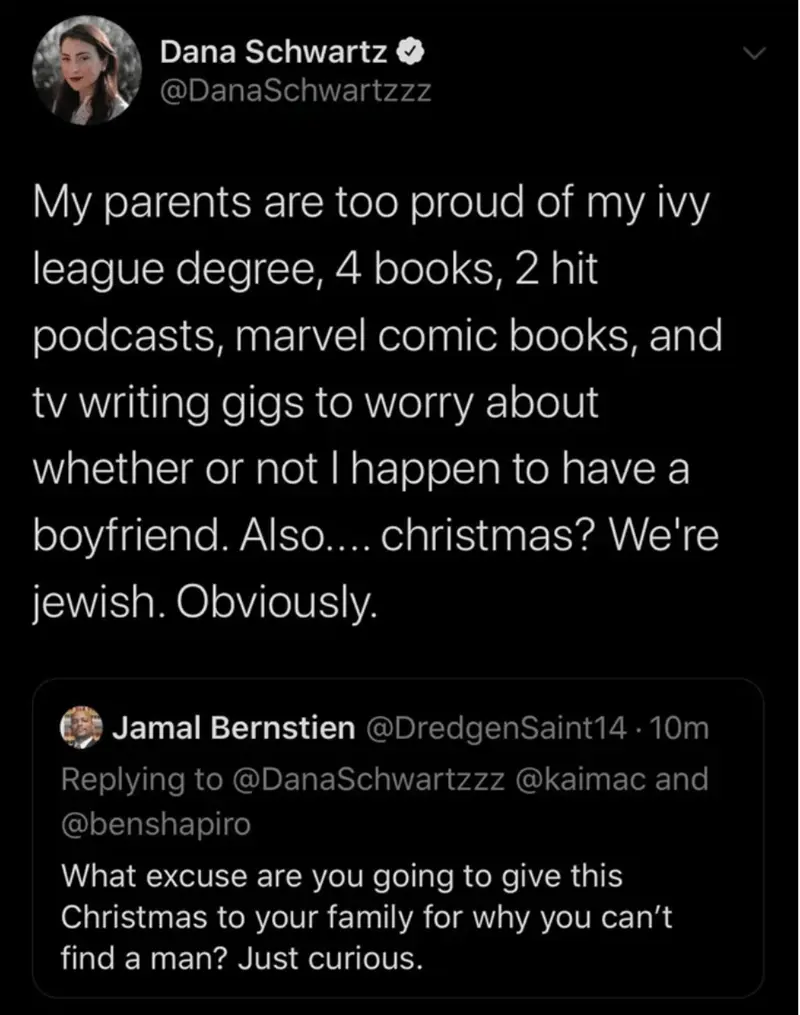 Dana Schwartz
@DanaSchwartzzz
My parents are too proud of my ivy
league degree, 4 books, 2 hit
podcasts, marvel comic books, and
tv writing gigs to worry about
whether or not I happen to have a
boyfriend. Also.... christmas? We're
jewish. Obviously.
Jamal Bernstien @DredgenSaint14 · 10m
Replying to @DanaSchwartzzz @kaimac and
@benshapiro
What excuse are you going to give this
Christmas to your family for why you can't
find a man? Just curious.